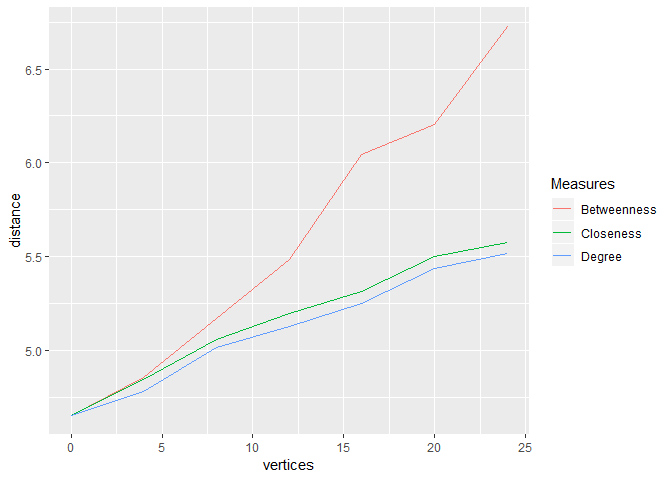 distance
6.5
6.0
5.5
5.0
0 5 10 15 20 25
vertices
Measures
Betweenness
Closeness
Degree